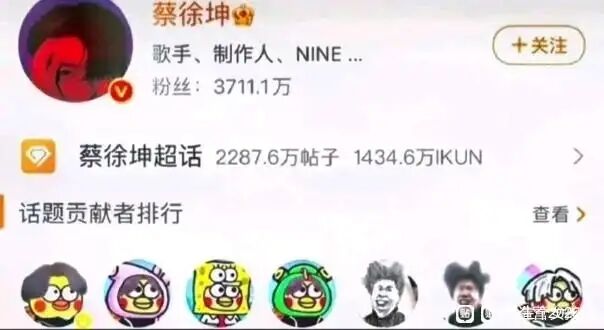 蔡徐坤
歌手、制作人、NINE ...
粉丝：3711.1万
+关注
蔡徐坤超话 2287.6万帖子 1434.6万IKUN
话题贡献者排行
查看
贴